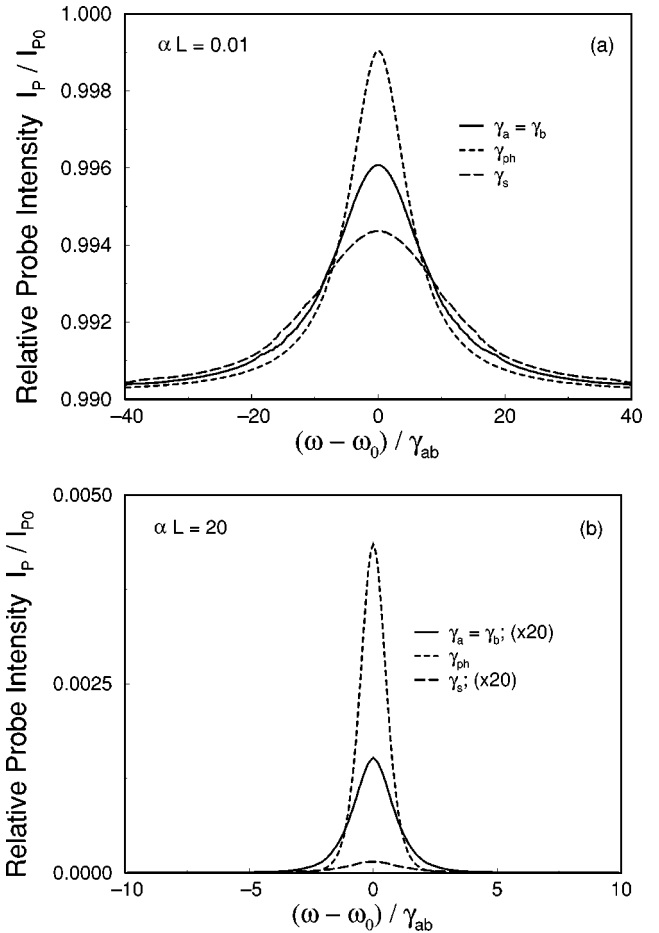 1.000
α L = 0.01
(a)
0.998
γa = γb
γph
γs
0.996
0.994
0.992
0.990
−40
−20
0
20
40
Relative Probe Intensity IP / IP0
(ω − ω0) / γab
0.0050
α L = 20
(b)
γa = γb; (x20)
γph
γs; (x20)
0.0025
0.0000
−10
−5
0
5
10
Relative Probe Intensity IP / IP0
(ω − ω0) / γab